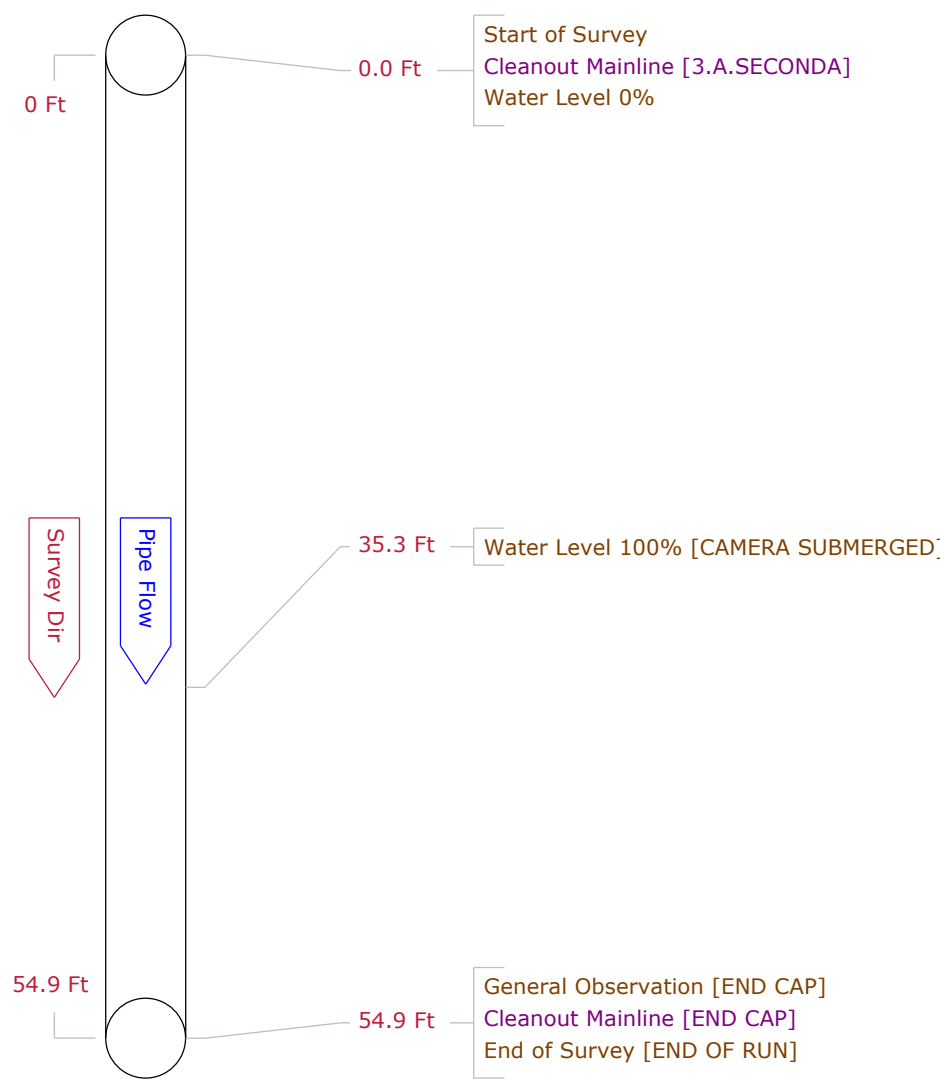 Start of Survey
Cleanout Mainline [3.A.SECONDA]
Water Level 0%
0.0 Ft
0 Ft
Survey Dir
Pipe Flow
35.3 Ft
Water Level 100% [CAMERA SUBMERGED]
54.9 Ft
General Observation [END CAP]
Cleanout Mainline [END CAP]
End of Survey [END OF RUN]
54.9 Ft